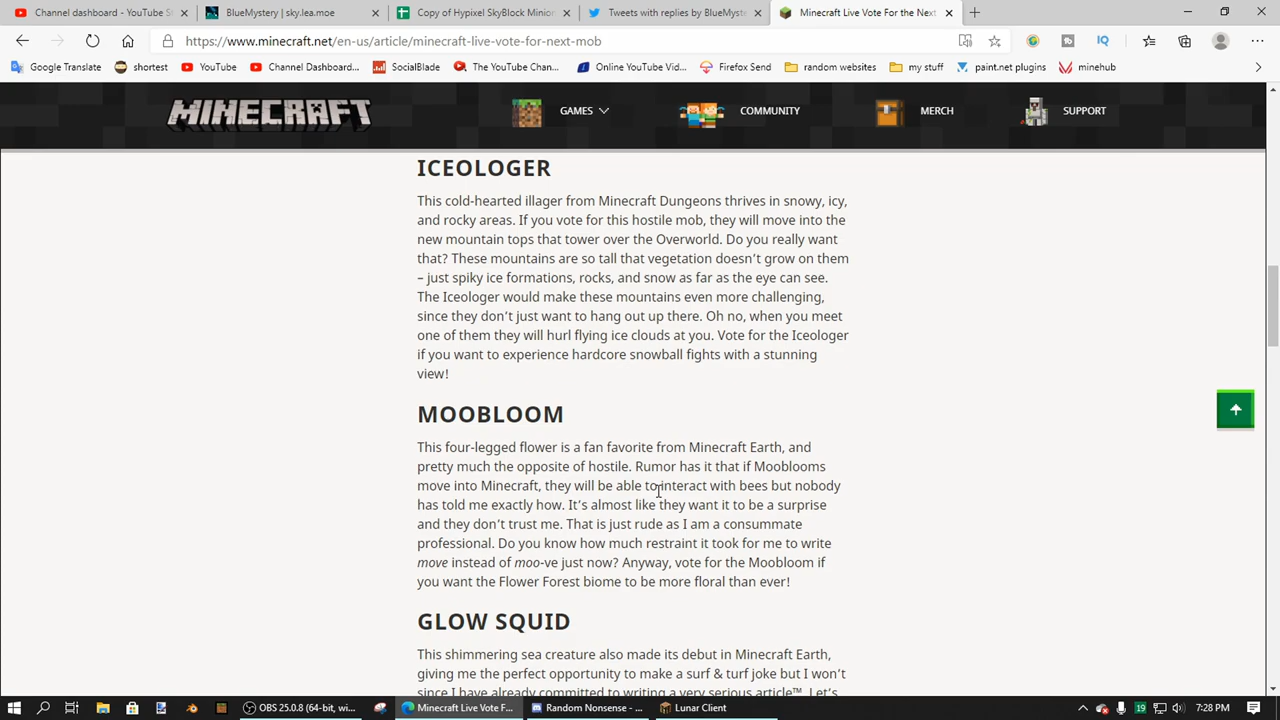 Channel dashboard - YouTube S
BlueMystery | sky.lea.moe
Copy of Hypixel SkyBlock Minion
Tweets with replies by BlueMyste
Minecraft Live Vote For the Next
https://www.minecraft.net/en-us/article/minecraft-live-vote-for-next-mob
Google Translate
shortest
YouTube
Channel Dashboard...
SocialBlade
The YouTube Chan...
Online YouTube Vid...
Firefox Send
random websites
my stuff
paint.net plugins
minehub
MINECRAFT
GAMES
COMMUNITY
MERCH
SUPPORT
ICEOLOGER
This cold-hearted illager from Minecraft Dungeons thrives in snowy, icy,
and rocky areas. If you vote for this hostile mob, they will move into the
new mountain tops that tower over the Overworld. Do you really want
that? These mountains are so tall that vegetation doesn't grow on them
– just spiky ice formations, rocks, and snow as far as the eye can see.
The Iceologer would make these mountains even more challenging,
since they don't just want to hang out up there. Oh no, when you meet
one of them they will hurl flying ice clouds at you. Vote for the Iceologer
if you want to experience hardcore snowball fights with a stunning
view!
MOOBLOOM
This four-legged flower is a fan favorite from Minecraft Earth, and
pretty much the opposite of hostile. Rumor has it that if Mooblooms
move into Minecraft, they will be able to interact with bees but nobody
has told me exactly how. It's almost like they want it to be a surprise
and they don't trust me. That is just rude as I am a consummate
professional. Do you know how much restraint it took for me to write
move instead of moo-ve just now? Anyway, vote for the Moobloom if
you want the Flower Forest biome to be more floral than ever!
GLOW SQUID
This shimmering sea creature also made its debut in Minecraft Earth,
giving me the perfect opportunity to make a surf & turf joke but I won't
since I have already committed to writing a very serious article™. Let's
OBS 25.0.8 (64-bit, wi...
Minecraft Live Vote F...
Random Nonsense - ...
Lunar Client
19
7:28 PM